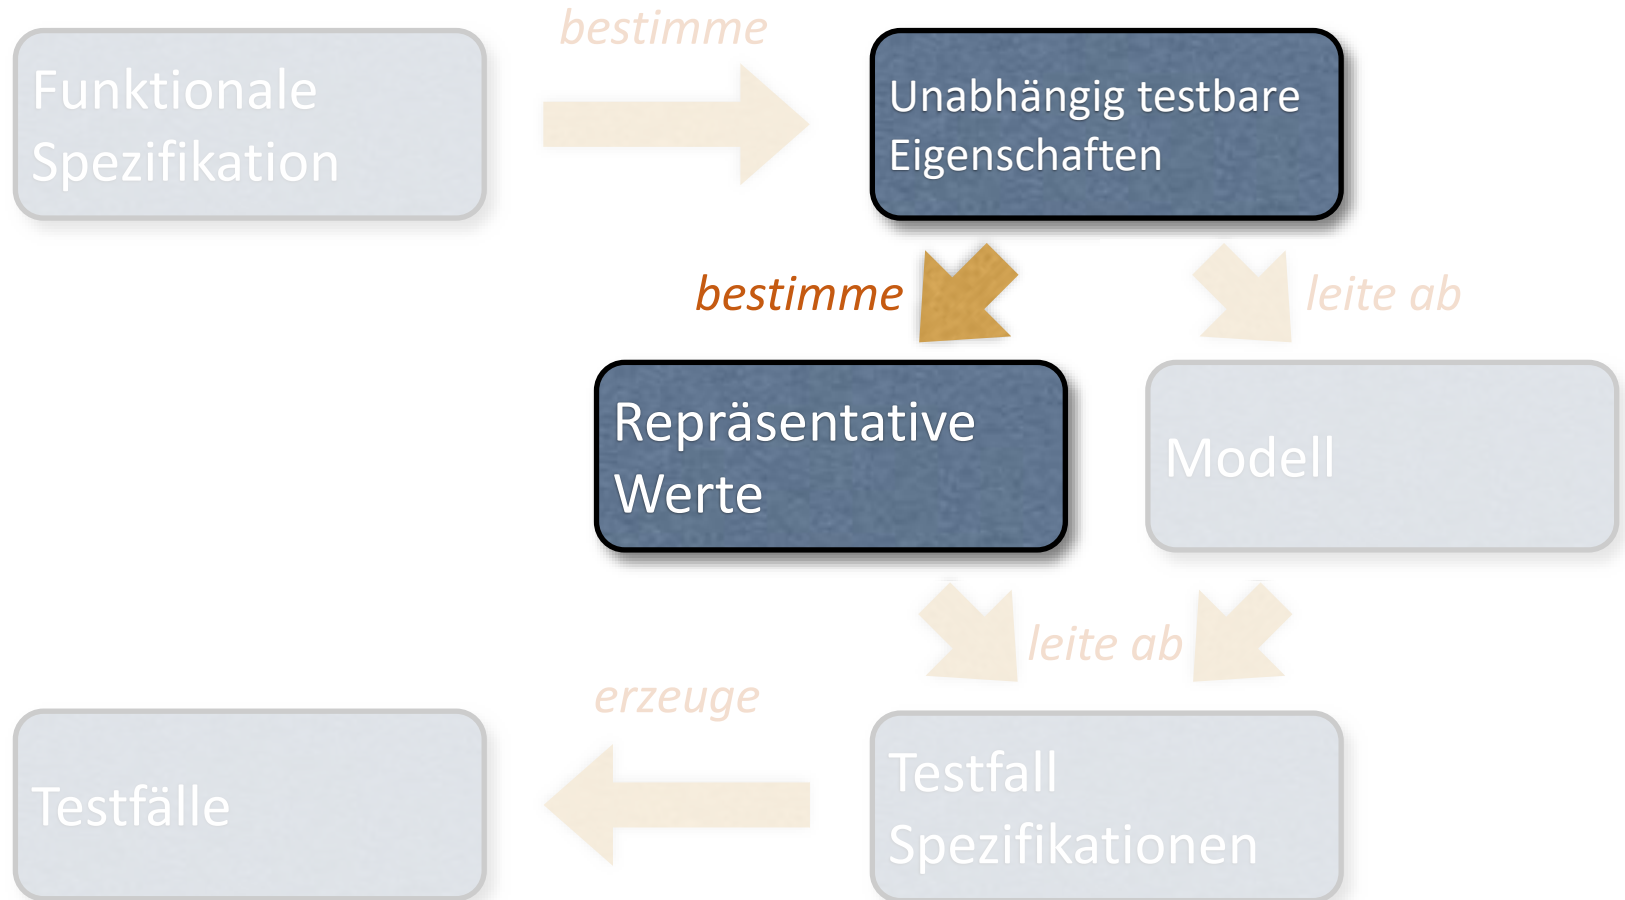 bestimme
Funktionale
Spezifikation
Unabhängig testbare
Eigenschaften
bestimme
leite ab
Repräsentative
Werte
Modell
leite ab
erzeuge
Testfälle
Testfall
Spezifikationen